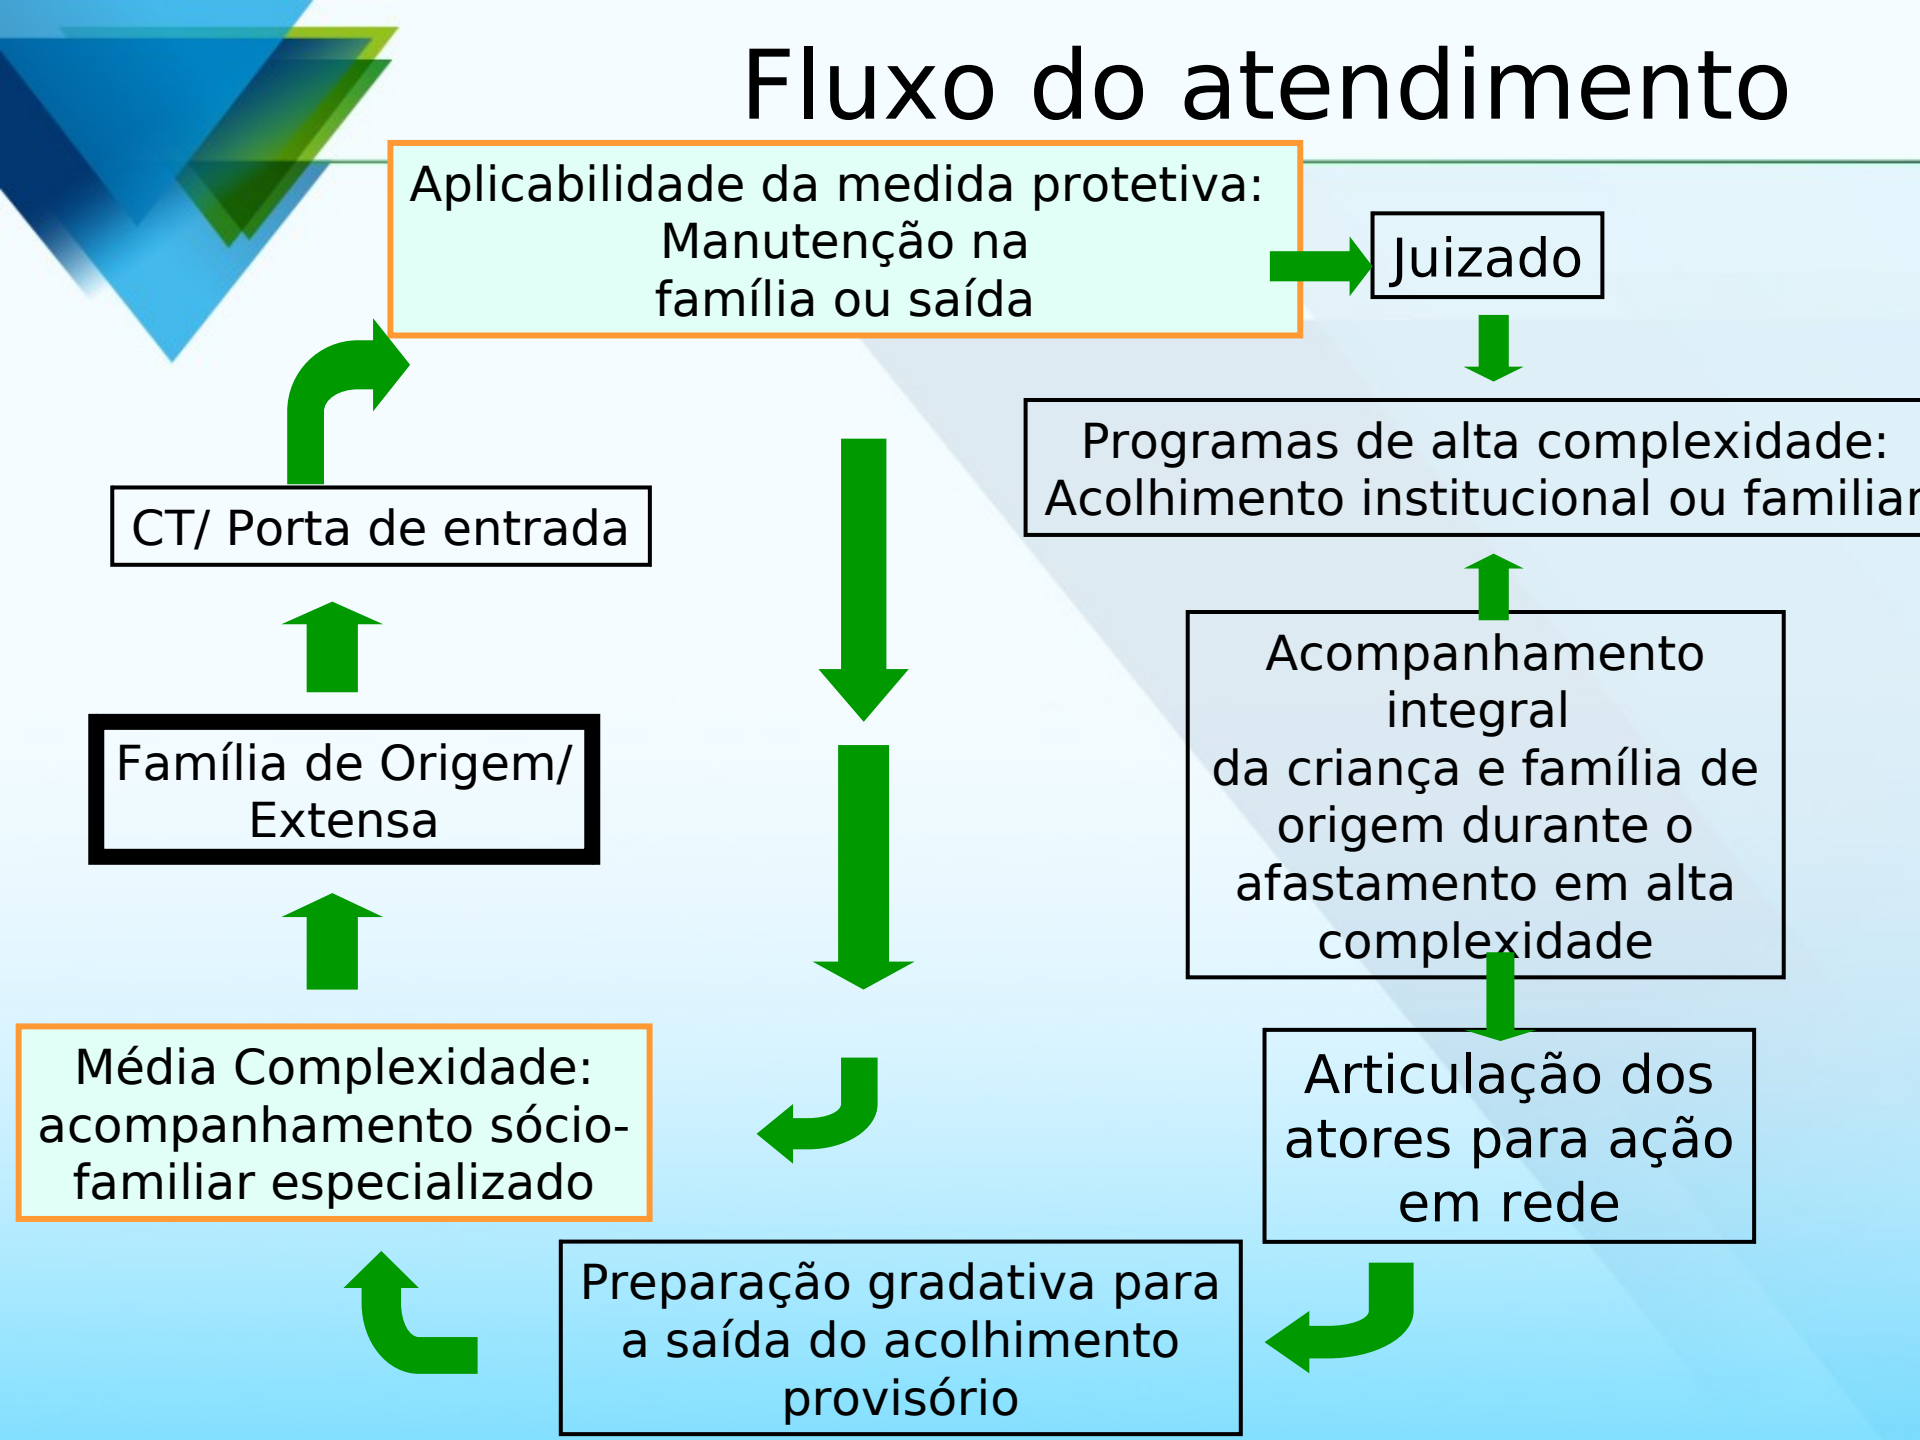 Fluxo do atendimento
Aplicabilidade da medida protetiva:
Manutenção na
família ou saída
Juizado
Programas de alta complexidade:
Acolhimento institucional ou familiar
CT/ Porta de entrada
Acompanhamento
integral
da criança e família de
origem durante o
afastamento em alta
complexidade
Família de Origem/
Extensa
Média Complexidade:
acompanhamento sócio-
familiar especializado
Articulação dos
atores para ação
em rede
Preparação gradativa para
a saída do acolhimento
provisório